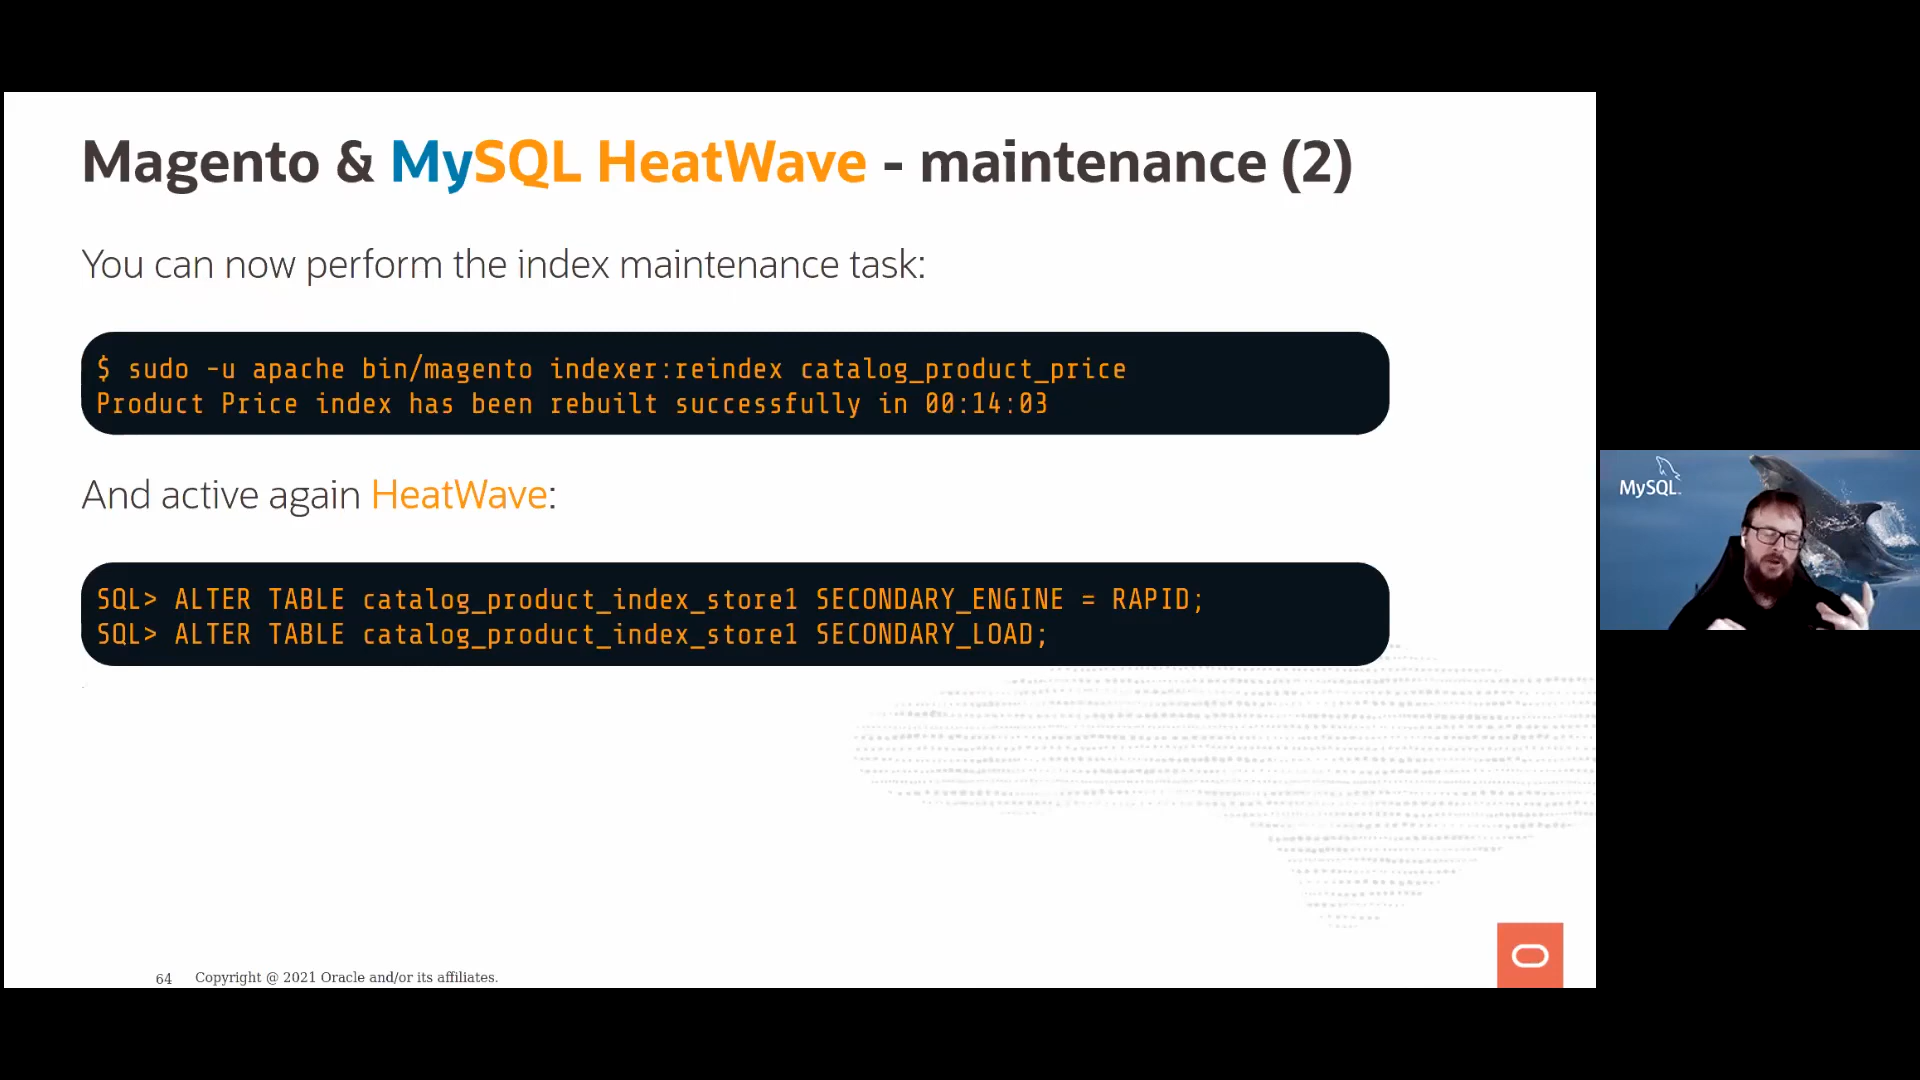 Magento & MySQL HeatWave - maintenance (2)
You can now perform the index maintenance task:
$ sudo -u apache bin/magento indexer:reindex catalog_product_price
Product Price index has been rebuilt successfully in 00:14:03
And active again HeatWave:
SQL> ALTER TABLE catalog_product_index_store1 SECONDARY_ENGINE = RAPID;
SQL> ALTER TABLE catalog_product_index_store1 SECONDARY_LOAD;
MySQL™
64 Copyright @ 2021 Oracle and/or its affiliates.